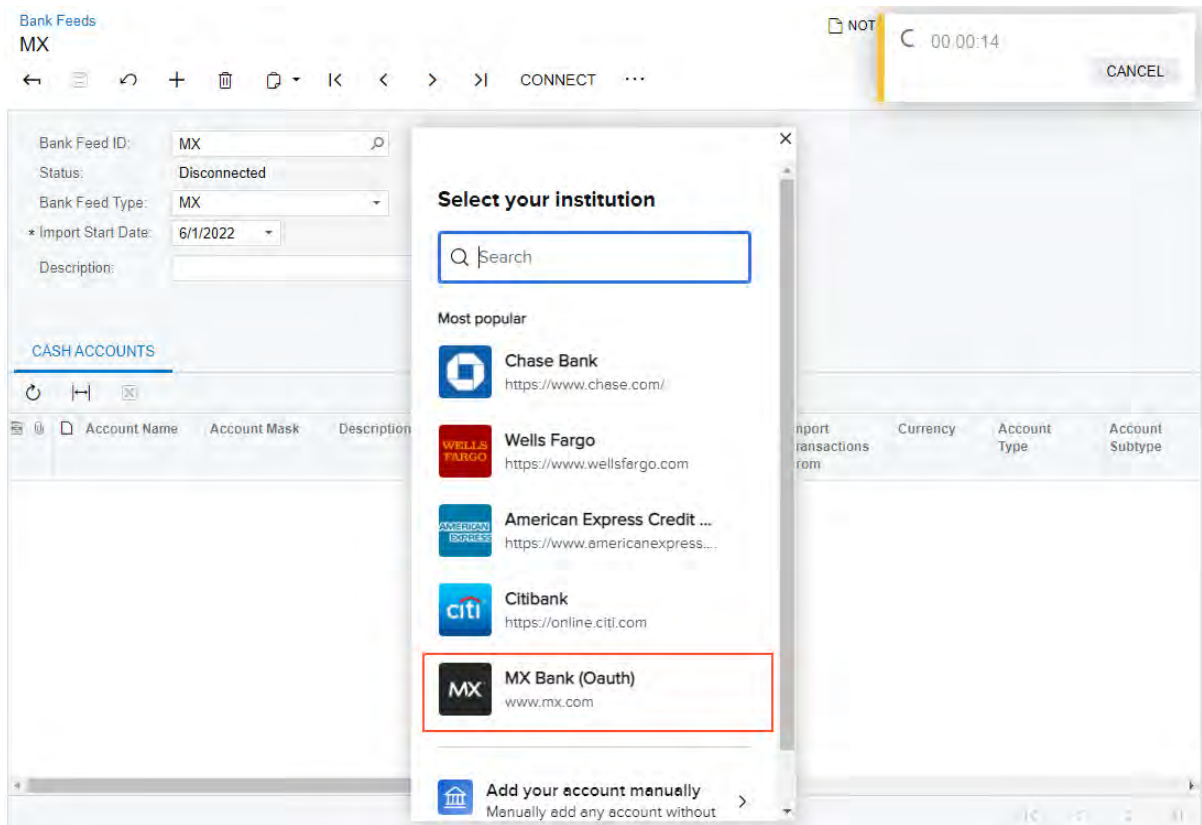 Bank Feeds
MX
NOT
00:00:14
CANCEL
CONNECT
Bank Feed ID: MX
Status: Disconnected
Bank Feed Type: MX
* Import Start Date: 6/1/2022
Description:
CASH ACCOUNTS
Account Name Account Mask Description
Currency Account Type Account Subtype
Select your institution
Search
Most popular
Chase Bank
https://www.chase.com/
WELLS
FARGO
Wells Fargo
https://www.wellsfargo.com
AMERICAN
EXPRESS
American Express Credit ...
https://www.americanexpress....
citi
Citibank
https://online.citi.com
MX
MX Bank (Oauth)
www.mx.com
Add your account manually
Manually add any account without